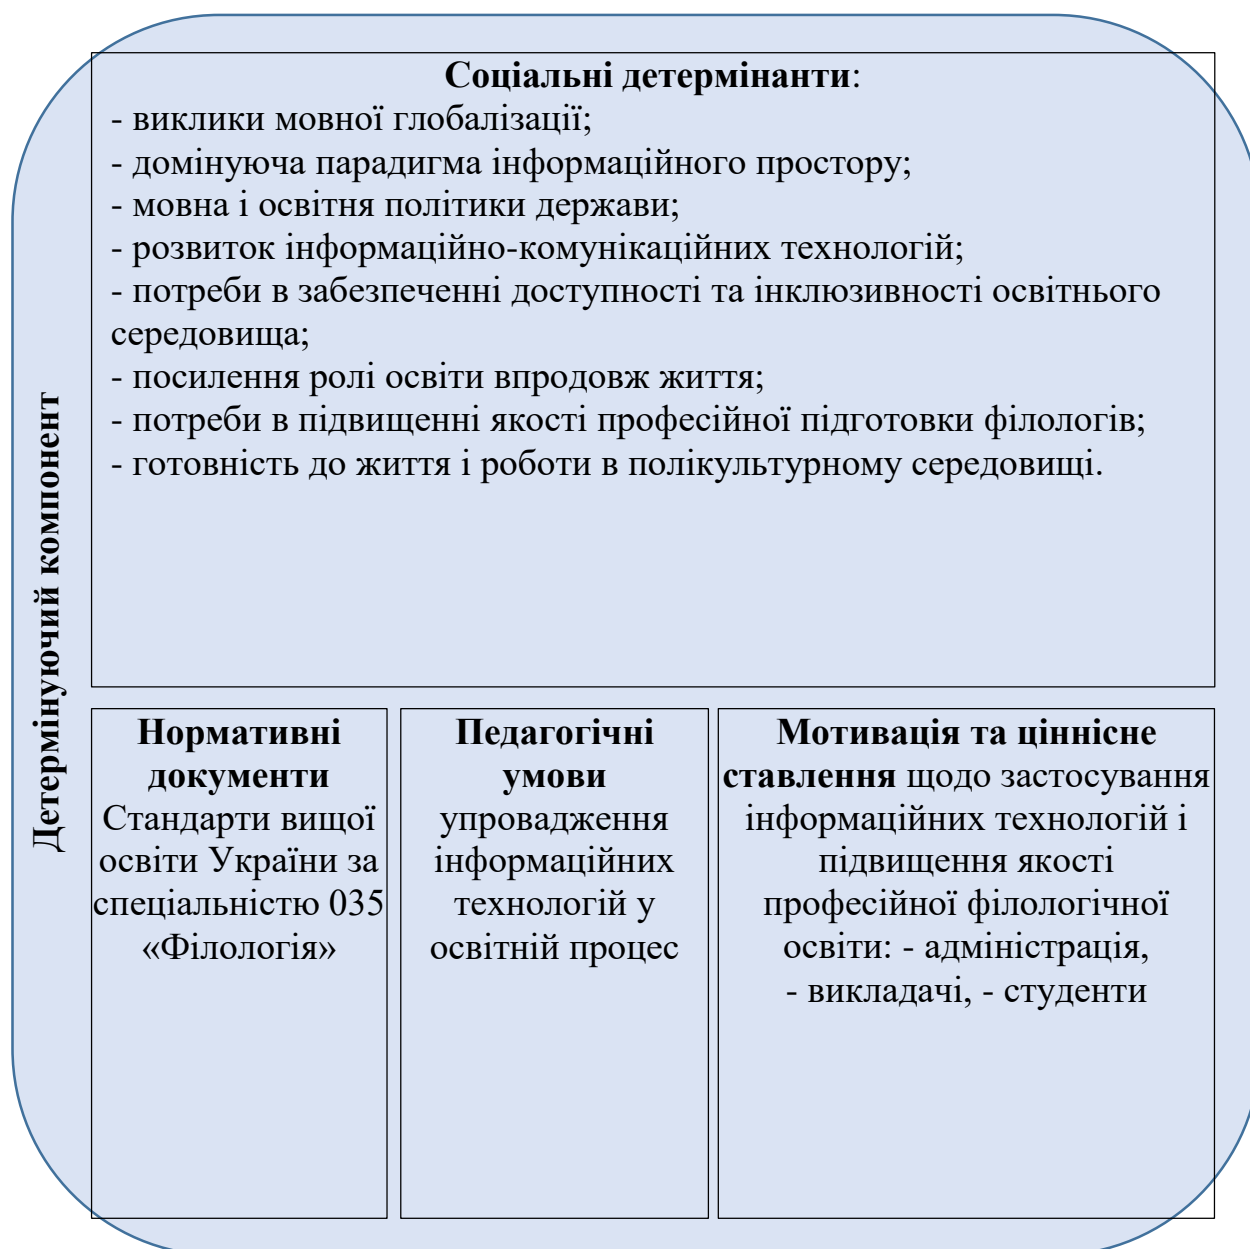 Детермінуючий компонент
Соціальні детермінанти:
- виклики мовної глобалізації;
- домінуюча парадигма інформаційного простору;
- мовна і освітня політики держави;
- розвиток інформаційно-комунікаційних технологій;
- потреби в забезпеченні доступності та інклюзивності освітнього
середовища;
- посилення ролі освіти впродовж життя;
- потреби в підвищенні якості професійної підготовки філологів;
- готовність до життя і роботи в полікультурному середовищі.
Нормативні
документи
Стандарти вищої
освіти України за
спеціальністю 035
«Філологія»
Педагогічні
умови
упровадження
інформаційних
технологій у
освітній процес
Мотивація та ціннісне
ставлення щодо застосування
інформаційних технологій і
підвищення якості
професійної філологічної
освіти: - адміністрація,
- викладачі, - студенти